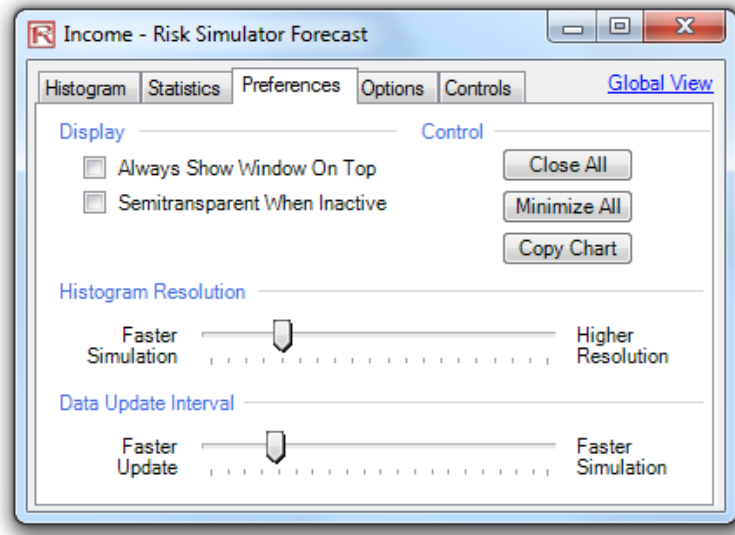 Income - Risk Simulator Forecast
Histogram Statistics Preferences Options Controls Global View
Display Control
Always Show Window On Top Close All
Semitransparent When Inactive Minimize All
Copy Chart
Histogram Resolution
Faster Higher
Simulation Resolution
Data Update Interval
Faster Faster
Update Simulation